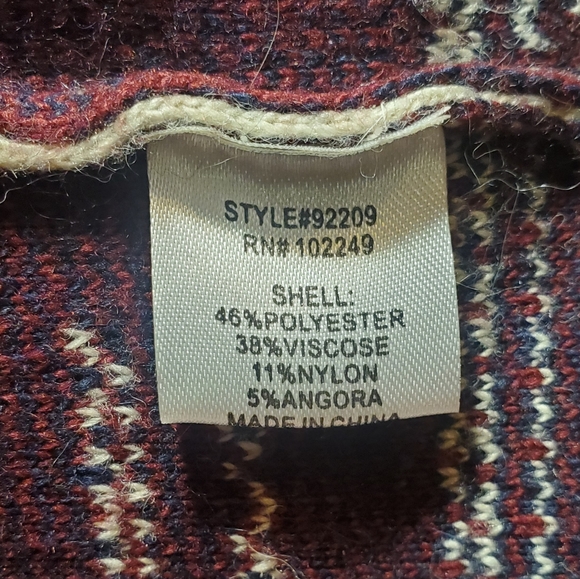 STYLE#92209
RN# 102249
SHELL:
46%POLYESTER
38%VISCOSE
11%NYLON
5%ANGORA
MADE IN CHINA